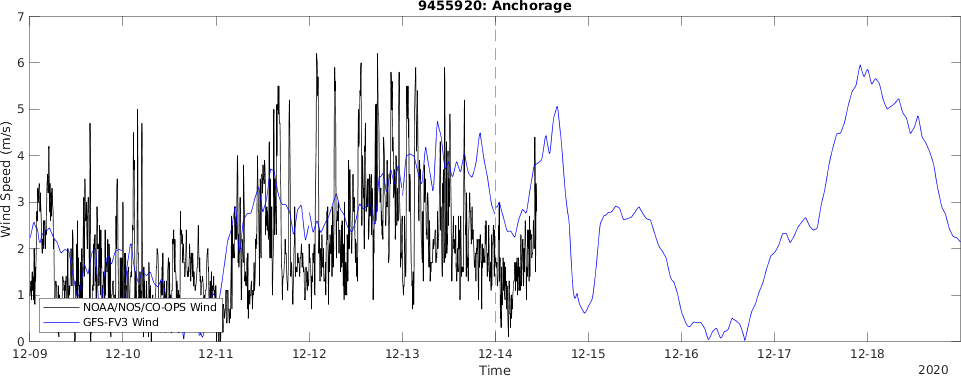 9455920: Anchorage
Wind Speed (m/s)
7
6
5
4
3
2
1
0
NOAA/NOS/CO-OPS Wind
GFS-FV3 Wind
12-09 12-10 12-11 12-12 12-13 12-14 12-15 12-16 12-17 12-18
Time
2020